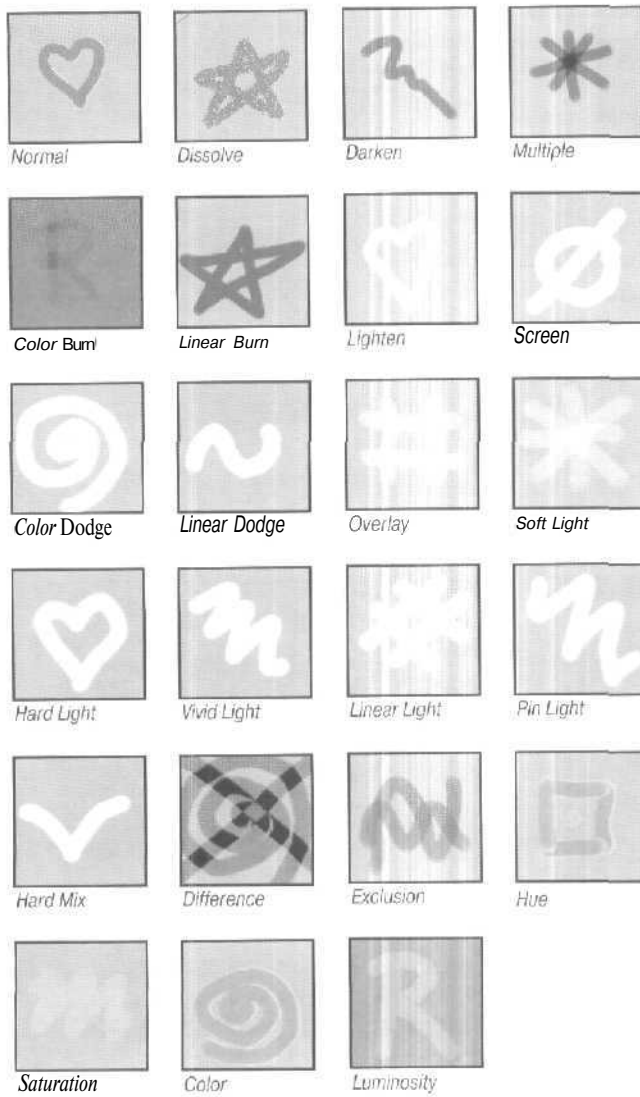 Normal
Dissolve
Darken
Multiple
Color Burn
Linear Burn
Lighten
Screen
Color Dodge
Linear Dodge
Overlay
Soft Light
Hard Light
Vivid Light
Linear Light
Pin Light
Hard Mix
Difference
Exclusion
Hue
Saturation
Color
Luminosity